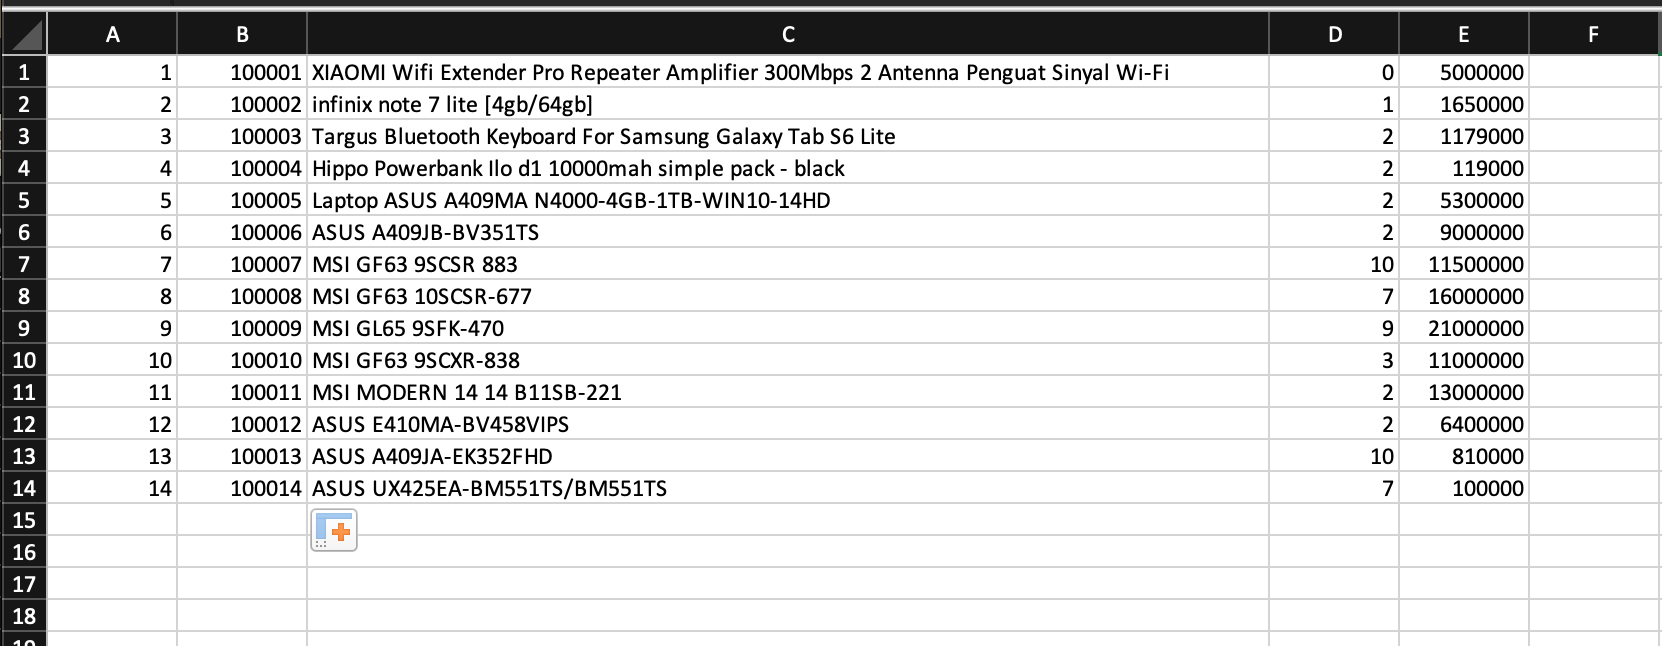 A B C D E F
1 1 100001 XIAOMI Wifi Extender Pro Repeater Amplifier 300Mbps 2 Antenna Penguat Sinyal Wi-Fi 0 5000000
2 2 100002 infinix note 7 lite [4gb/64gb] 1 1650000
3 3 100003 Targus Bluetooth Keyboard For Samsung Galaxy Tab S6 Lite 2 1179000
4 4 100004 Hippo Powerbank Ilo d1 10000mah simple pack - black 2 119000
5 5 100005 Laptop ASUS A409MA N4000-4GB-1TB-WIN10-14HD 2 5300000
6 6 100006 ASUS A409JB-BV351TS 2 9000000
7 7 100007 MSI GF63 9SCSR 883 10 11500000
8 8 100008 MSI GF63 10SCSR-677 7 16000000
9 9 100009 MSI GL65 9SFK-470 9 21000000
10 10 100010 MSI GF63 9SCXR-838 3 11000000
11 11 100011 MSI MODERN 14 14 B11SB-221 2 13000000
12 12 100012 ASUS E410MA-BV458VIPS 2 6400000
13 13 100013 ASUS A409JA-EK352FHD 10 810000
14 14 100014 ASUS UX425EA-BM551TS/BM551TS 7 100000
15
16
17
18
19